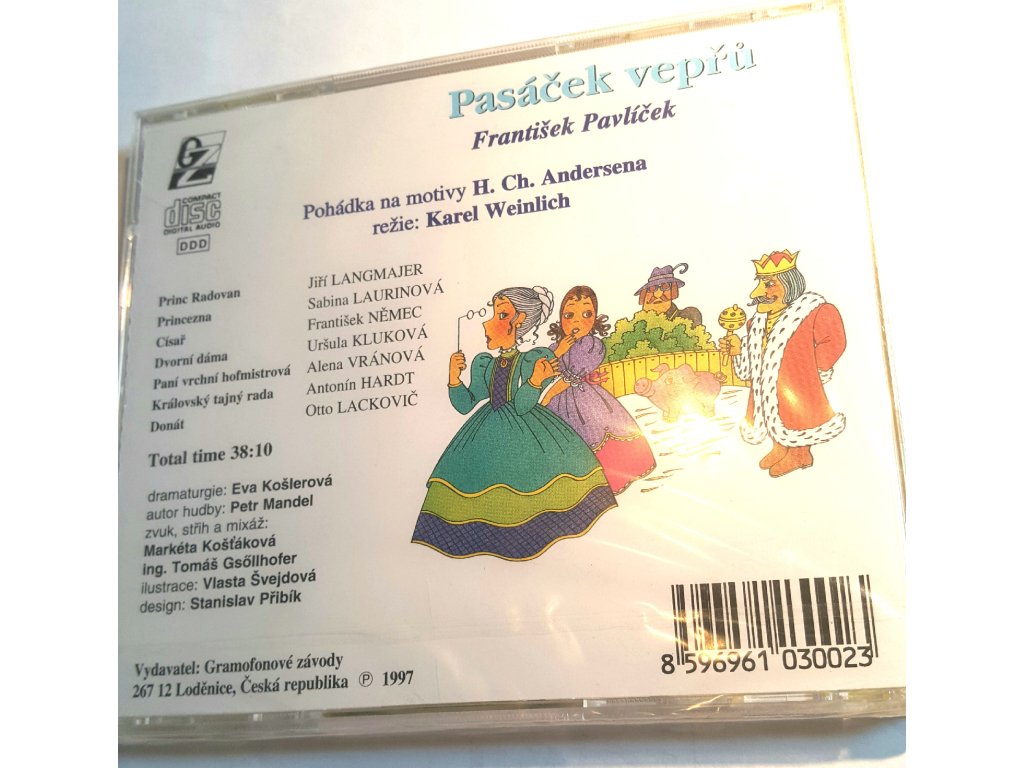 Pasáček vepřů
František Pavlíček
GZ
COMPACT
disc
DIGITAL AUDIO
DDD
Pohádka na motivy H. Ch. Andersena
režie: Karel Weinlich
Princ Radovan Jiří LANGMAJER
Princezna Sabina LAURINOVÁ
Císař František NĚMEC
Dvorní dáma Uršula KLUKOVÁ
Paní vrchní hofmistrová Alena VRÁNOVÁ
Královský tajný rada Antonín HARDT
Donát Otto LACKOVIČ
Total time 38:10
dramaturgie: Eva Košlerová
autor hudby: Petr Mandel
zvuk, střih a mixáž:
Markéta Košťáková
ing. Tomáš Gsőllhofer
ilustrace: Vlasta Švejdová
design: Stanislav Přibík
Vydavatel: Gramofonové závody
267 12 Loděnice, Česká republika ℗ 1997
8 596961 030023